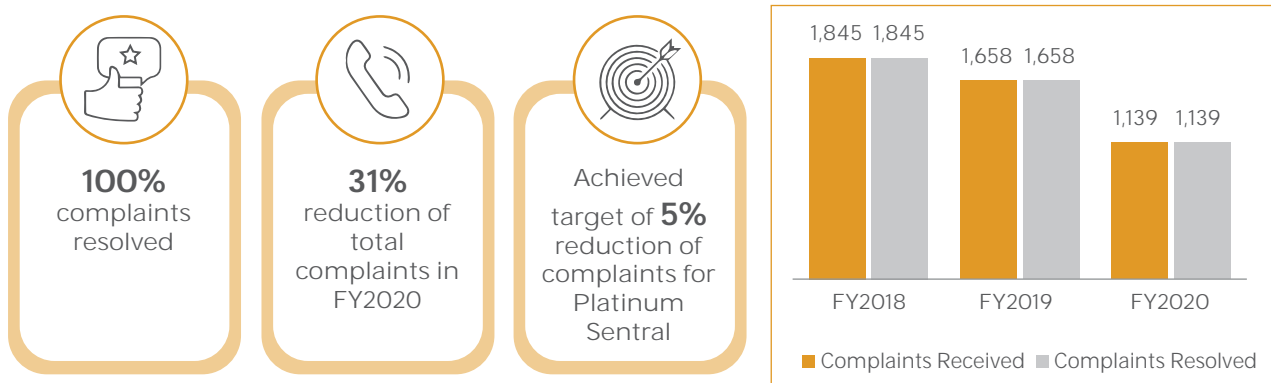 100%
complaints
resolved
31%
reduction of
total
complaints in
FY2020
Achieved
target of 5%
reduction of
complaints for
Platinum
Sentral
1,845 1,845
1,658 1,658
1,139 1,139
FY2018 FY2019 FY2020
Complaints Received Complaints Resolved